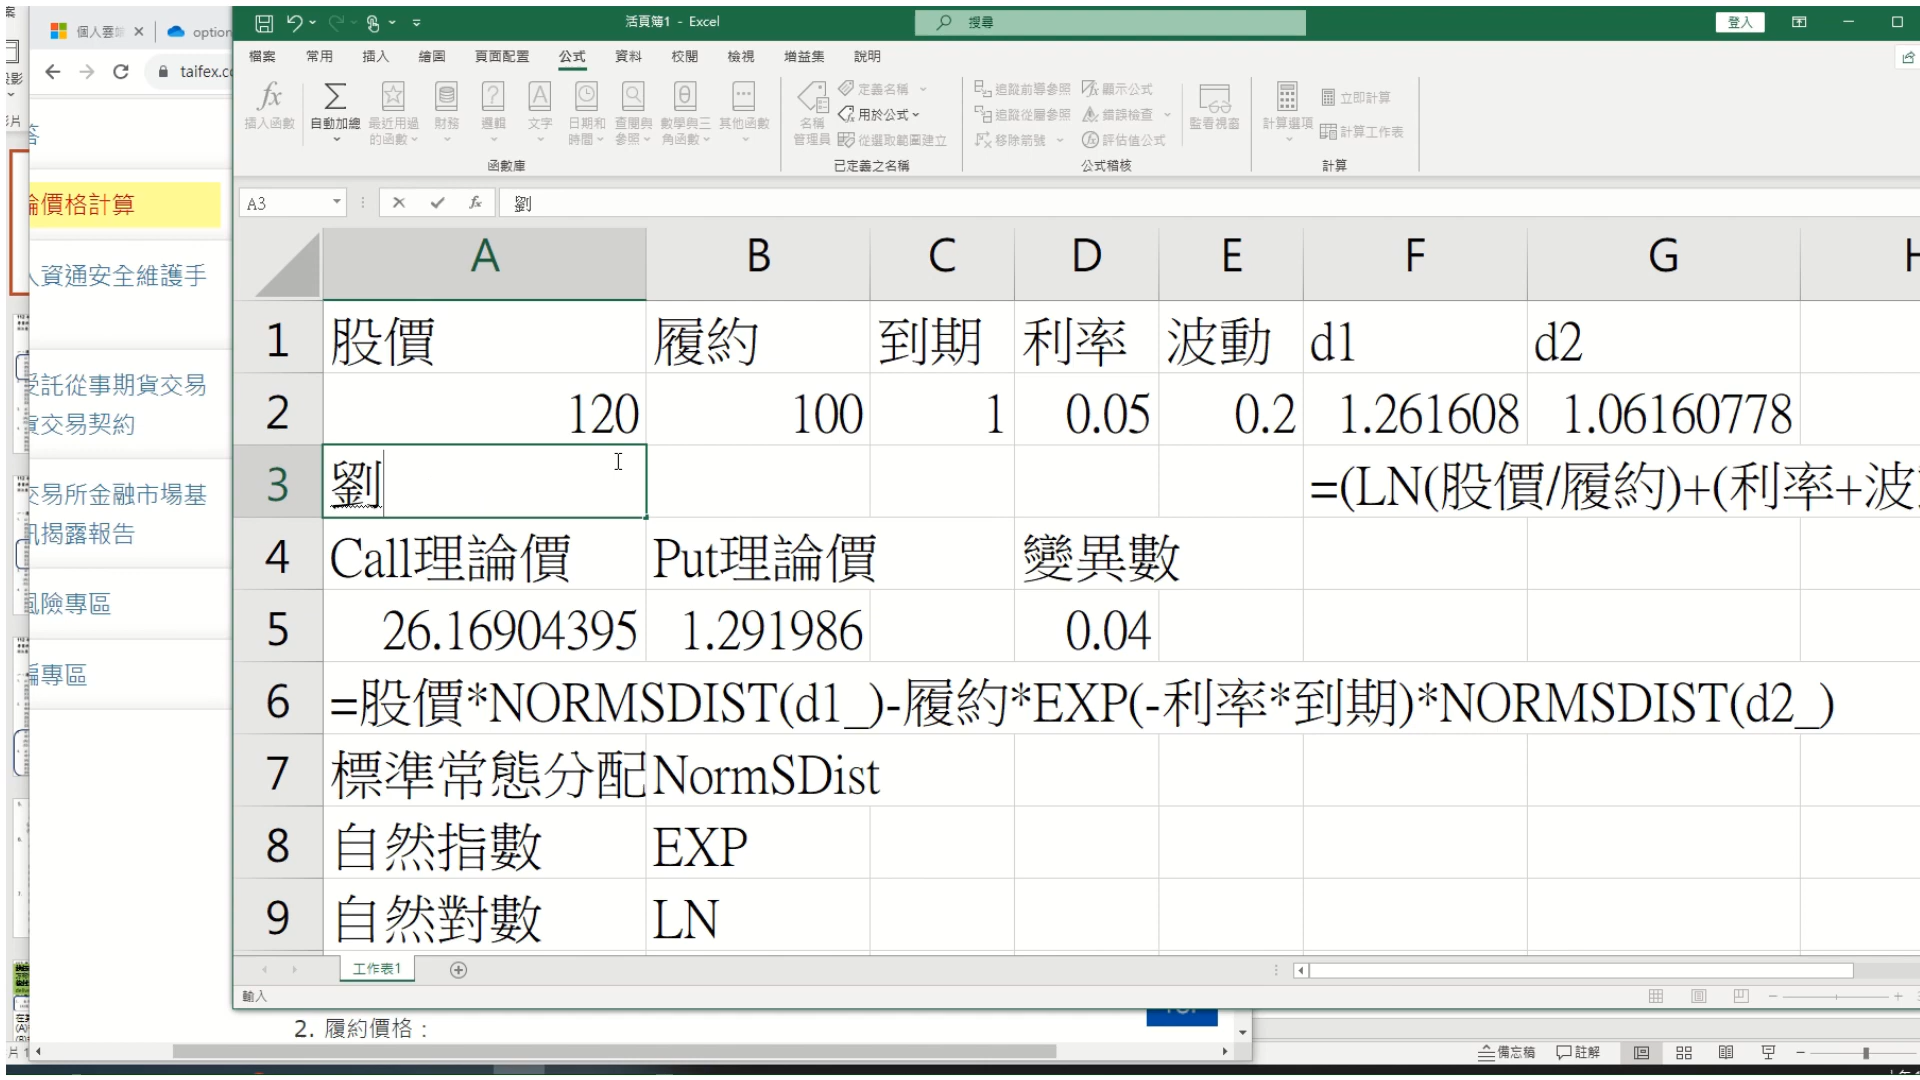 活頁簿1 - Excel
搜尋
登入
個人雲端
option
taifex.co
檔案 常用 插入 繪圖 頁面配置 公式 資料 校閱 檢視 增益集 說明
插入函數
自動加總
最近用過的函數
財務
邏輯
文字
日期和時間
查閱與參照
數學與三角函數
其他函數
函數庫
名稱管理員
定義名稱
用於公式
從選取範圍建立
已定義之名稱
追蹤前導參照
追蹤從屬參照
移除箭號
顯示公式
錯誤檢查
評估值公式
公式稽核
監看視窗
計算選項
立即計算
計算工作表
計算
A3
fx
劉
A B C D E F G
1 股價 履約 到期 利率 波動 d1 d2
2 120 100 1 0.05 0.2 1.261608 1.06160778
3 劉 =(LN(股價/履約)+(利率+波
4 Call理論價 Put理論價 變異數
5 26.16904395 1.291986 0.04
6 =股價*NORMSDIST(d1_)-履約*EXP(-利率*到期)*NORMSDIST(d2_)
7 標準常態分配 NormSDist
8 自然指數 EXP
9 自然對數 LN
工作表1
輸入
價格計算
資通安全維護手
託從事期貨交易
交易契約
易所金融市場基
揭露報告
險專區
專區
2. 履約價格：
備忘稿
註解